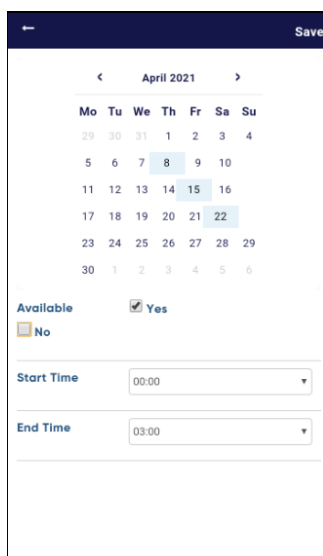 ←
Save
‹ April 2021 ›
Mo Tu We Th Fr Sa Su
29 30 31 1 2 3 4
5 6 7 8 9 10
11 12 13 14 15 16
17 18 19 20 21 22
23 24 25 26 27 28 29
30 1 2 3 4 5 6
Available Yes
No
Start Time 00:00
End Time 03:00